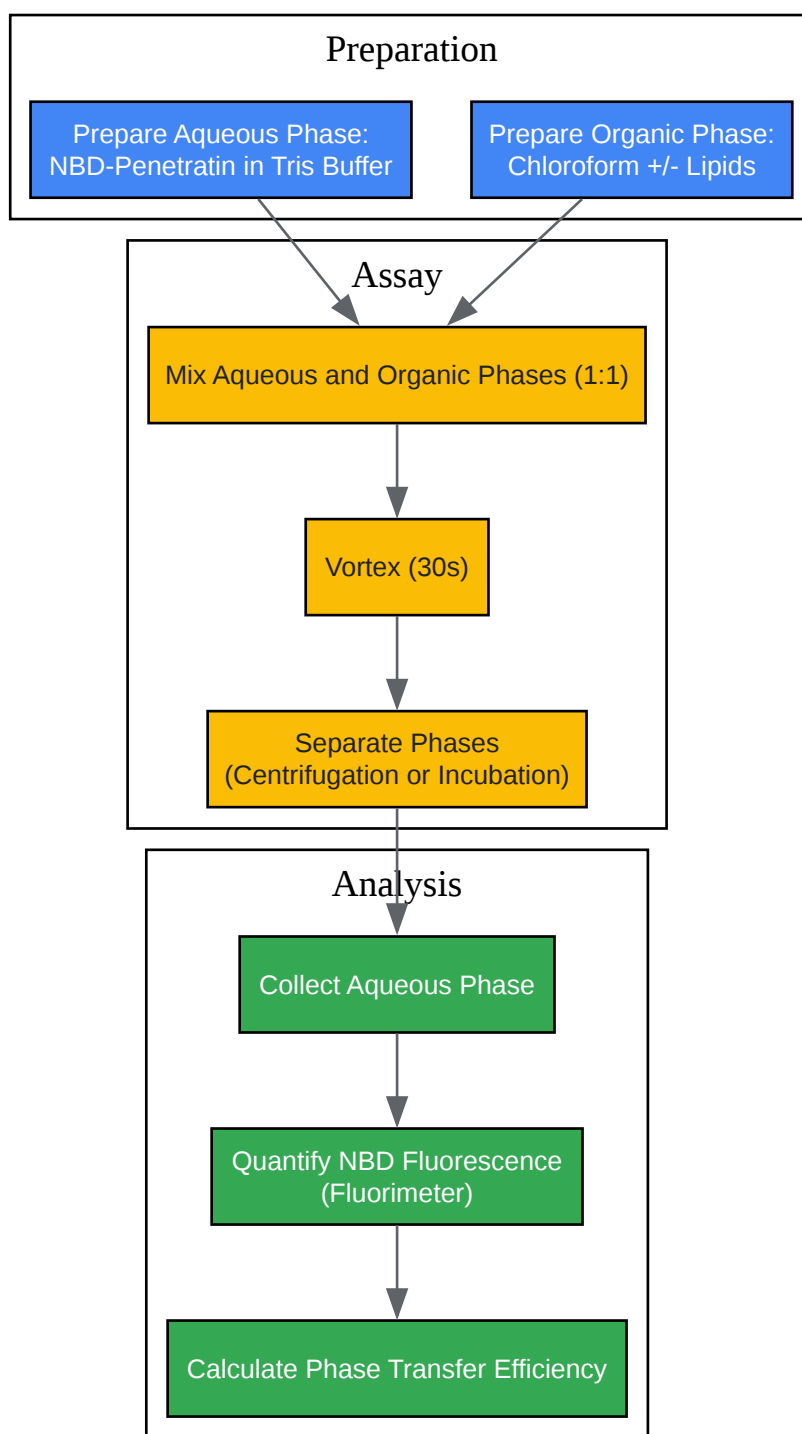 Preparation
Prepare Aqueous Phase:
NBD-Penetratin in Tris Buffer
Prepare Organic Phase:
Chloroform +/- Lipids
Assay
Mix Aqueous and Organic Phases (1:1)
Vortex (30s)
Separate Phases
(Centrifugation or Incubation)
Analysis
Collect Aqueous Phase
Quantify NBD Fluorescence
(Fluorimeter)
Calculate Phase Transfer Efficiency